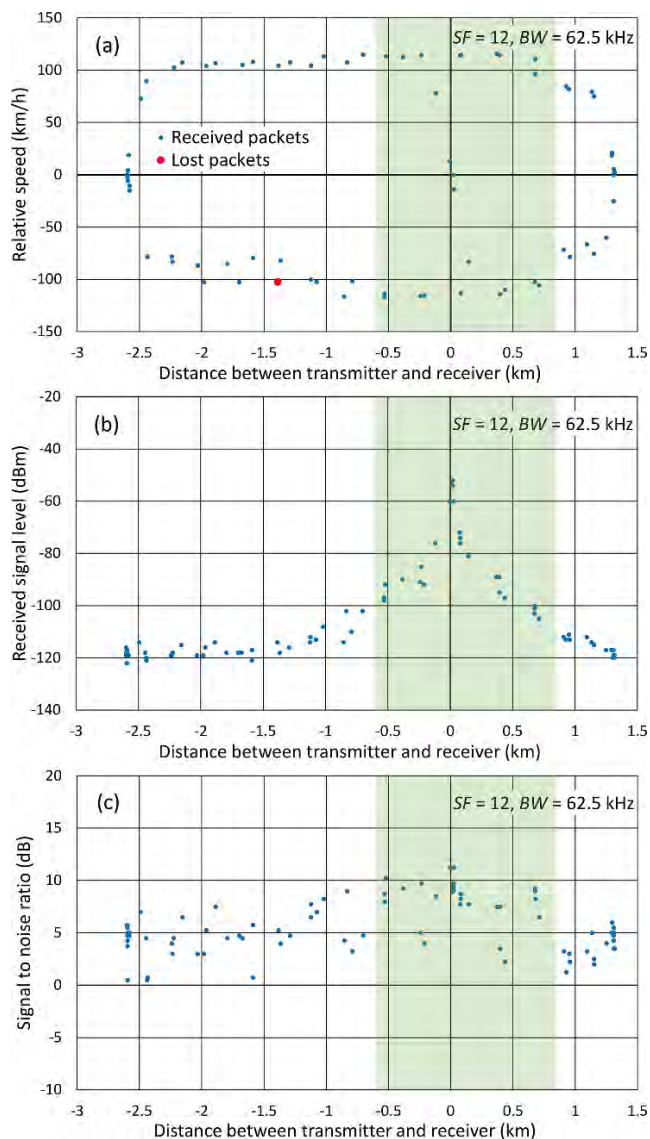 (a)
SF = 12, BW = 62.5 kHz
Relative speed (km/h)
150
100
50
0
-50
-100
-150
Received packets
Lost packets
-3 -2.5 -2 -1.5 -1 -0.5 0 0.5 1 1.5
Distance between transmitter and receiver (km)
(b)
SF = 12, BW = 62.5 kHz
Received signal level (dBm)
-20
-40
-60
-80
-100
-120
-140
-3 -2.5 -2 -1.5 -1 -0.5 0 0.5 1 1.5
Distance between transmitter and receiver (km)
(c)
SF = 12, BW = 62.5 kHz
Signal to noise ratio (dB)
20
15
10
5
0
-5
-10
-3 -2.5 -2 -1.5 -1 -0.5 0 0.5 1 1.5
Distance between transmitter and receiver (km)